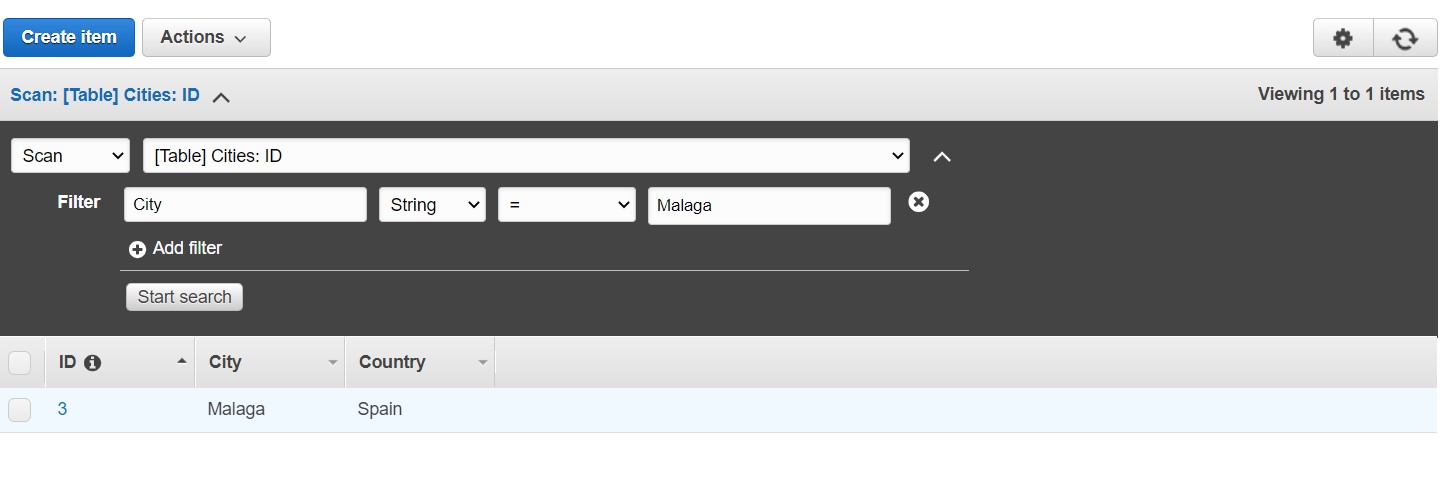 Create item Actions
Scan: [Table] Cities: ID Viewing 1 to 1 items
Scan [Table] Cities: ID
Filter City String = Malaga
Add filter
Start search
ID City Country
3 Malaga Spain